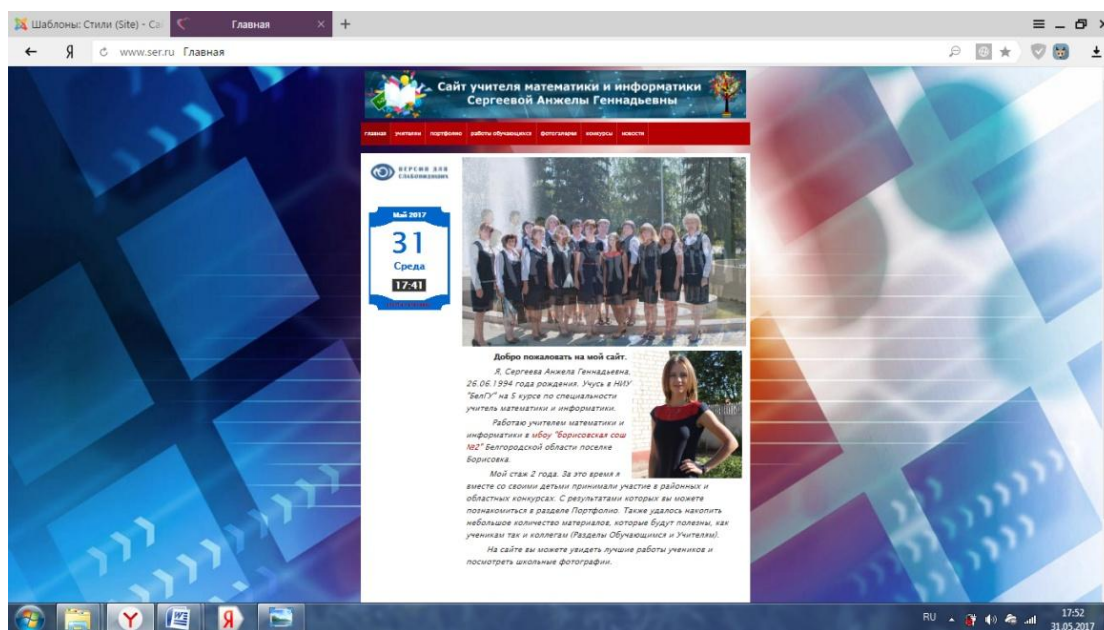 Шаблоны: Стили (Site) - Са
Главная
www.ser.ru Главная
Сайт учителя математики и информатики
Сергеевой Анжелы Геннадьевны
главная учителям портфолио работы обучающихся фотогалерея конкурсы новости
ВЕРСИЯ ДЛЯ
СЛАБОВИДЯЩИХ
Май 2017
31
Среда
17:41
Добро пожаловать на мой сайт.
Я, Сергеева Анжела Геннадьевна,
26.06.1994 года рождения. Учусь в НИУ
"БелГУ" на 5 курсе по специальности
учитель математики и информатики.
Работаю учителем математики и
информатики в мбоу "борисовская сош
№2" Белгородской области поселке
Борисовка.
Мой стаж 2 года. За это время я
вместе со своими детьми принимали участие в районных и
областных конкурсах. С результатами которых вы можете
познакомиться в разделе Портфолио. Также удалось накопить
небольшое количество материалов, которые будут полезны, как
ученикам так и коллегам (Разделы Обучающимся и Учителям).
На сайте вы можете увидеть лучшие работы учеников и
посмотреть школьные фотографии.
RU
17:52
31.05.2017